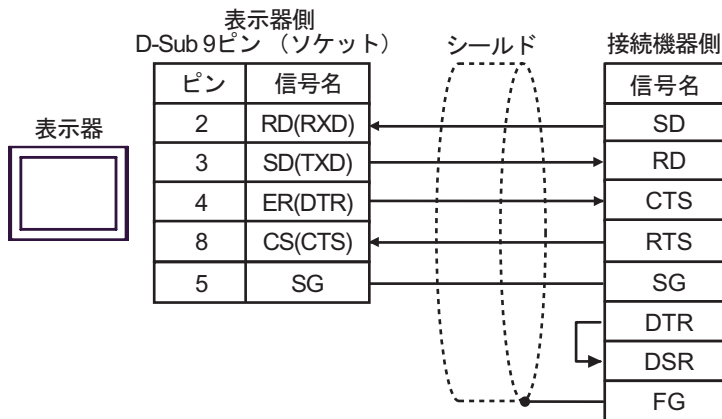 表示器側
D-Sub 9ピン （ソケット）
シールド
接続機器側
ピン 信号名
信号名
表示器
2 RD(RXD)
SD
3 SD(TXD)
RD
4 ER(DTR)
CTS
8 CS(CTS)
RTS
5 SG
SG
DTR
DSR
FG